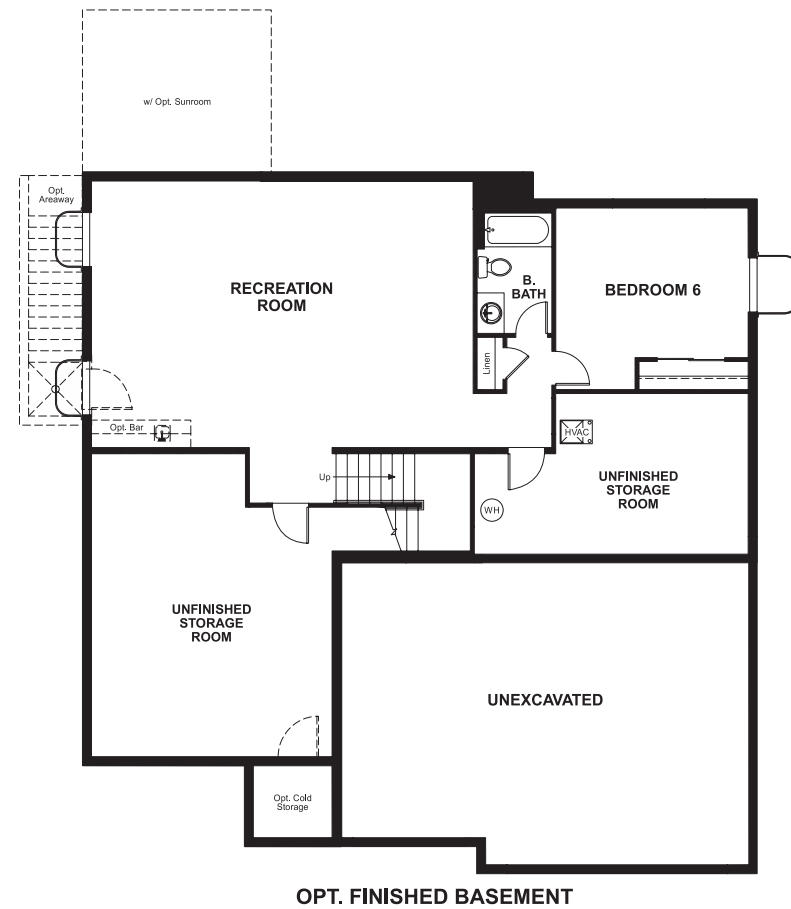 w/ Opt. Sunroom
Opt.
Areaway
RECREATION
ROOM
B.
BATH
BEDROOM 6
Linen
Opt. Bar
HVAC
Up
UNFINISHED
STORAGE
ROOM
WH
UNFINISHED
STORAGE
ROOM
UNEXCAVATED
Opt. Cold
Storage
OPT. FINISHED BASEMENT